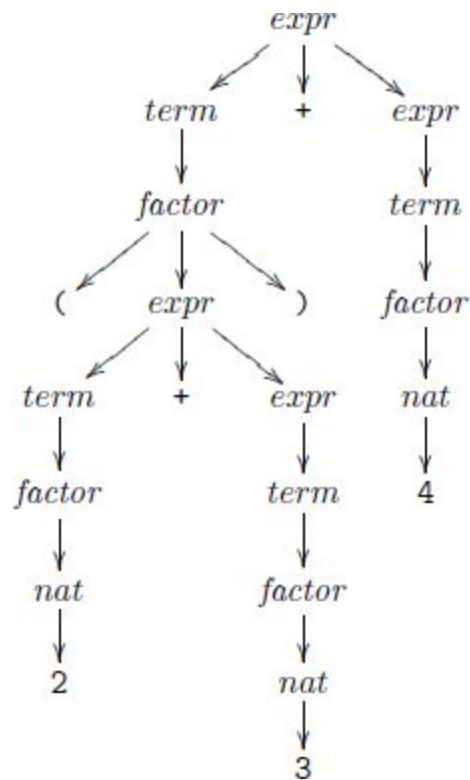 expr
term + expr
factor term
( expr ) factor
term + expr nat
factor term 4
nat factor
2 nat
3